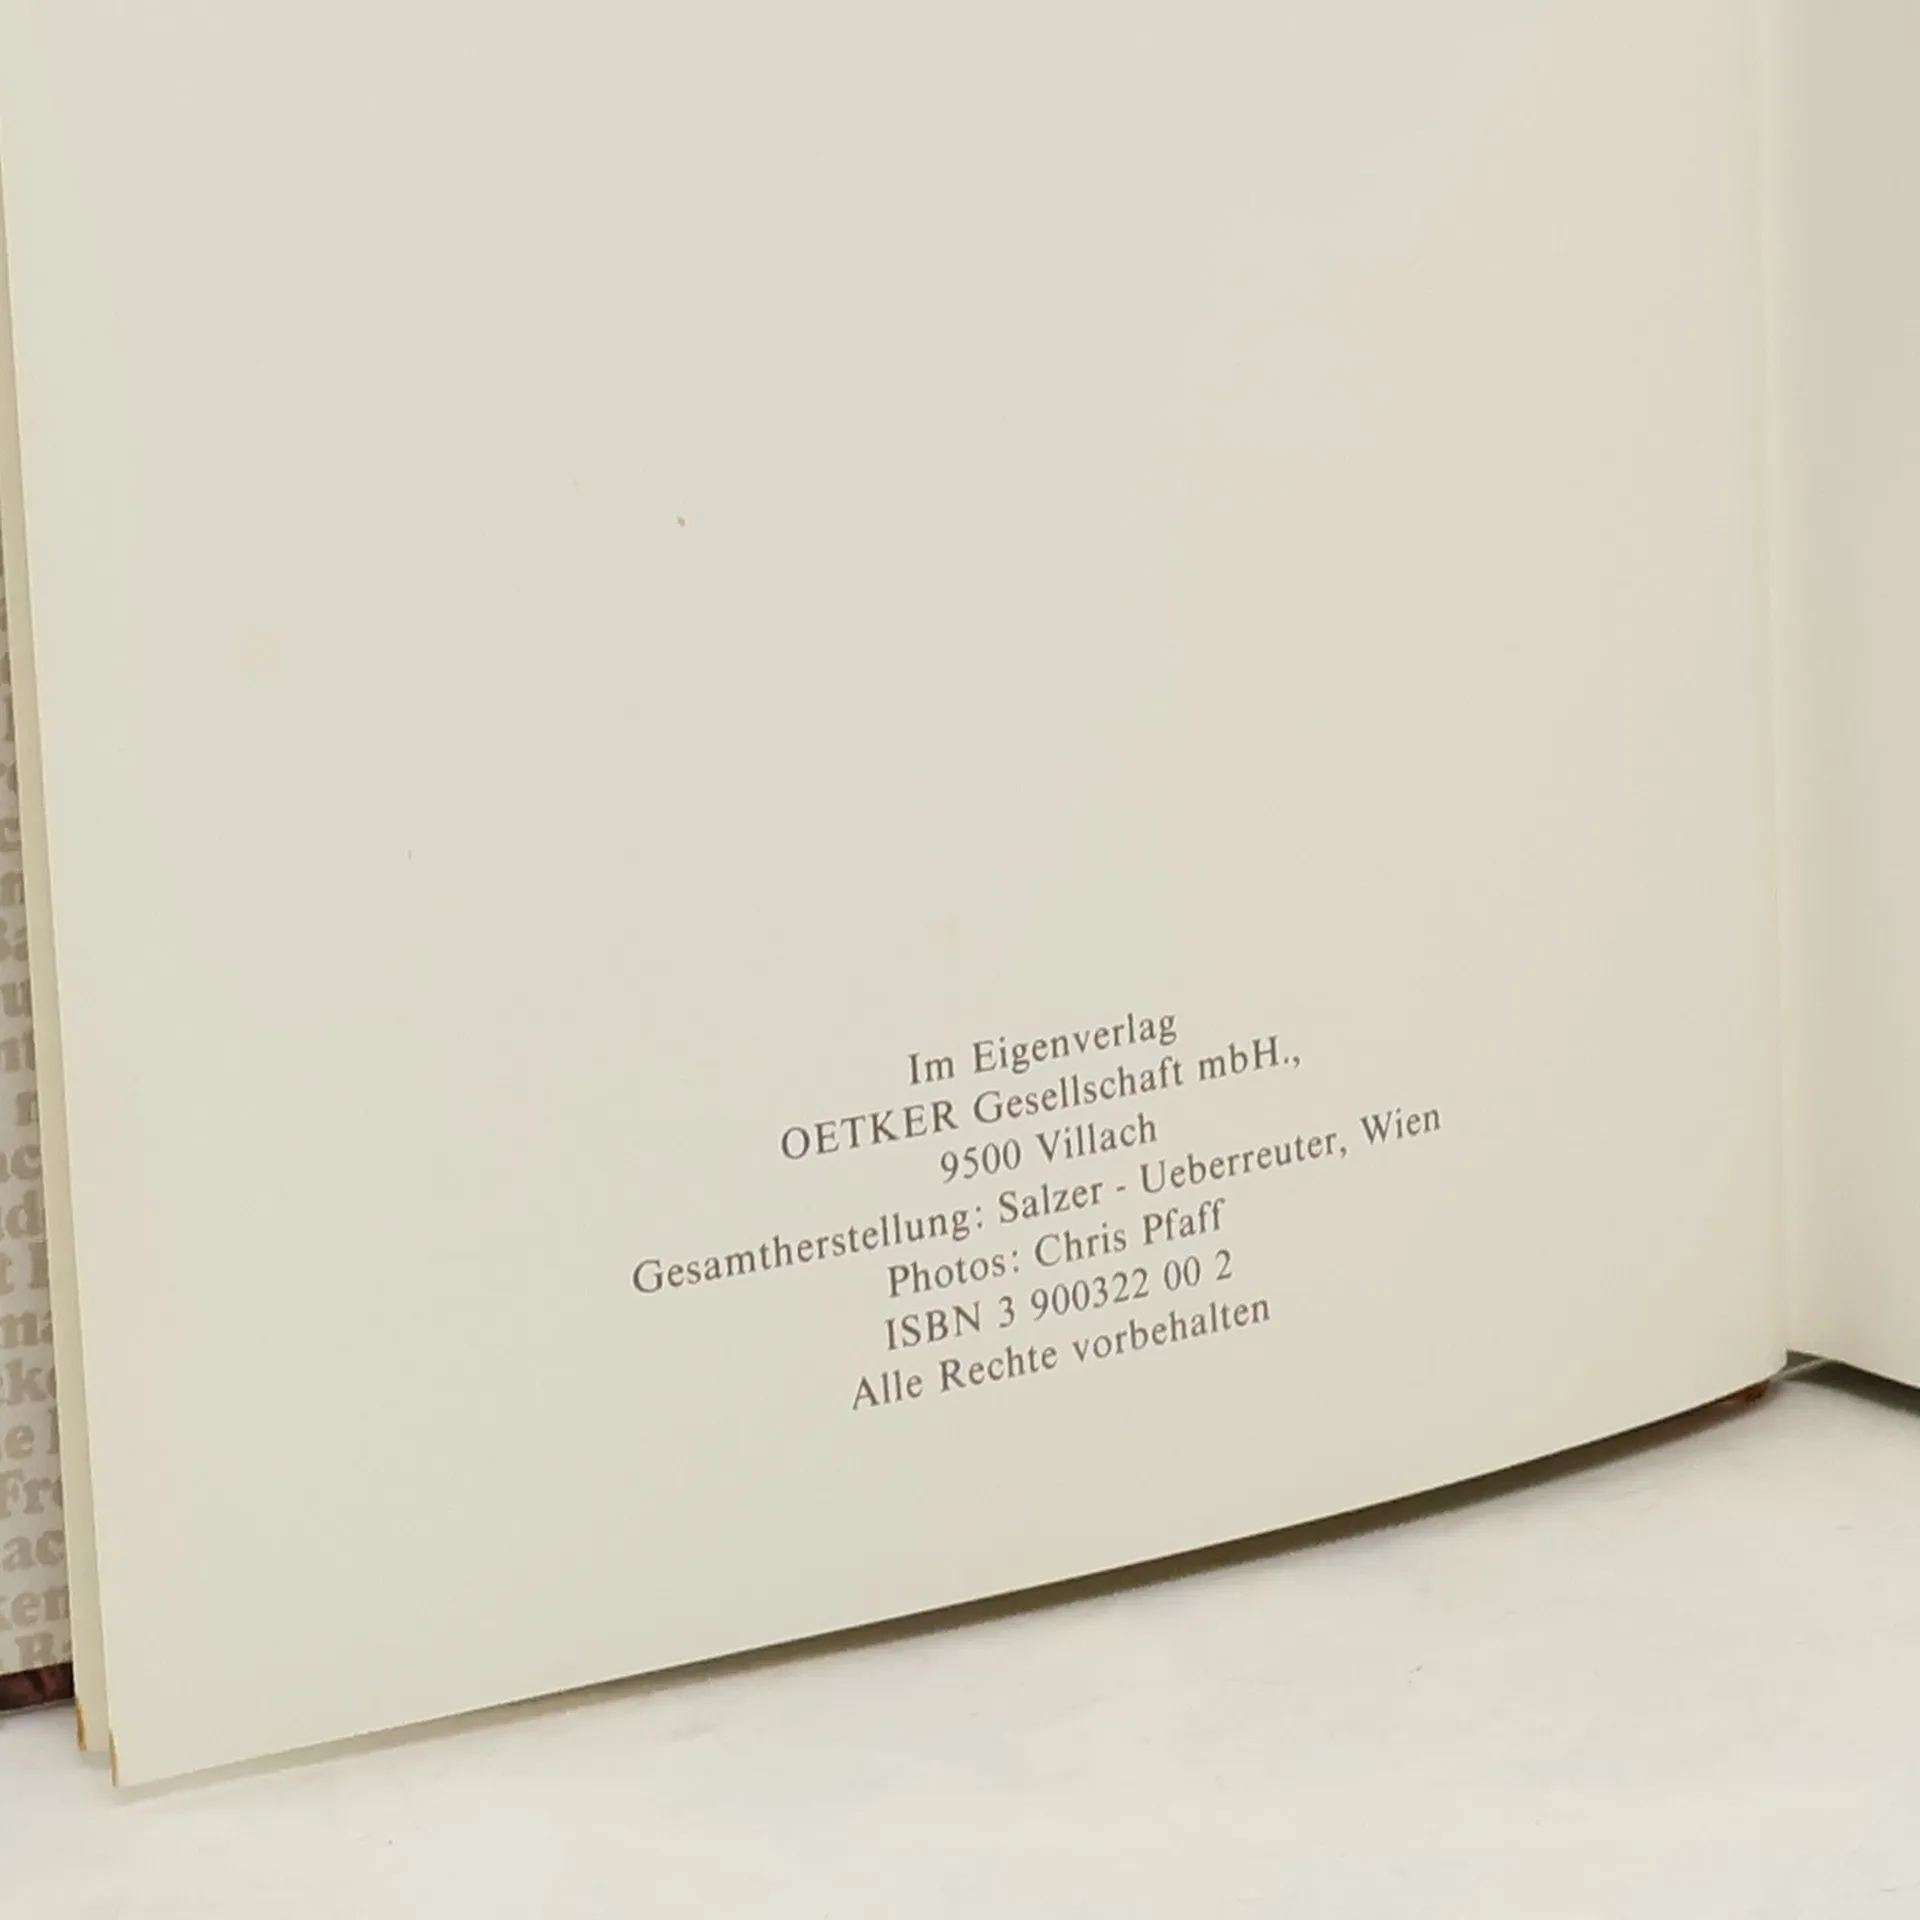 Im Eigenverlag
OETKER Gesellschaft mbH.,
9500 Villach
Gesamtherstellung: Salzer - Ueberreuter, Wien
Photos: Chris Pfaff
ISBN 3 900322 00 2
Alle Rechte vorbehalten